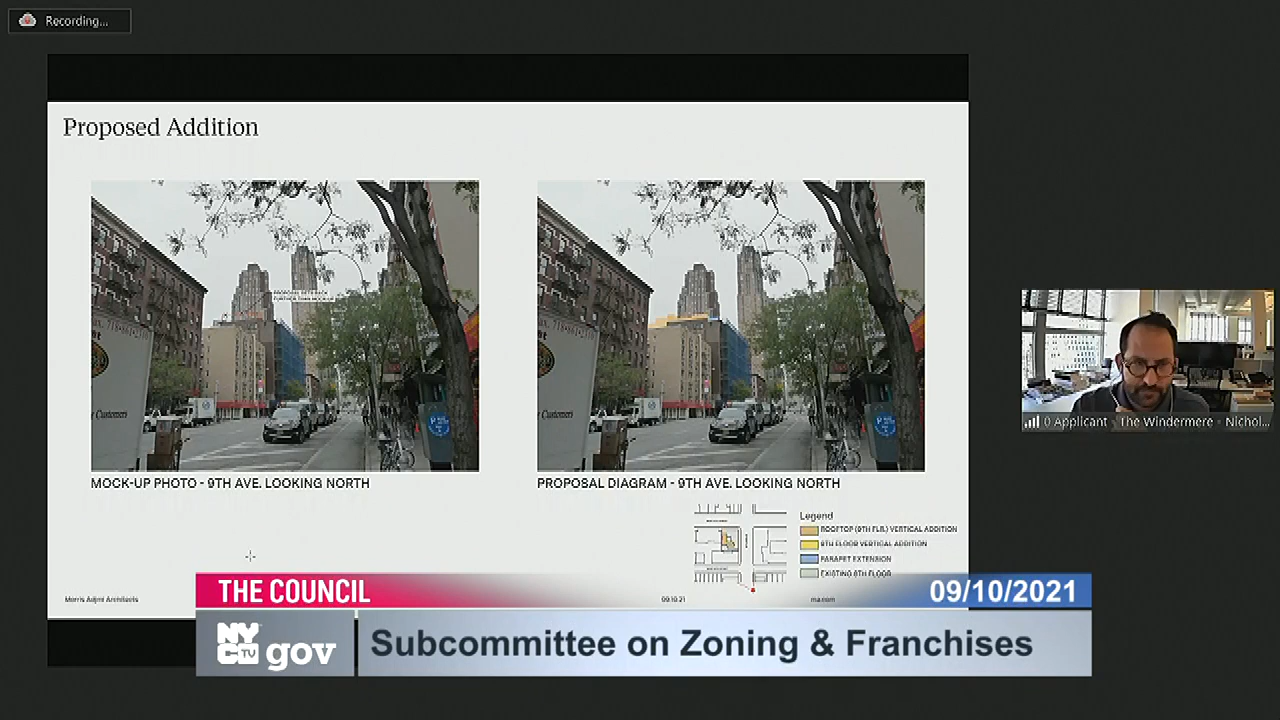 Recording...
Proposed Addition
MOCK-UP PHOTO - 9TH AVE. LOOKING NORTH
PROPOSAL DIAGRAM - 9TH AVE. LOOKING NORTH
Legend
ROOFTOP (9TH FLR.) VERTICAL ADDITION
8TH FLOOR VERTICAL ADDITION
PARAPET EXTENSION
EXISTING 8TH FLOOR
Morris Adjmi Architects
09.10.21
ma.com
0 Applicant - The Windermere - Nichol...
THE COUNCIL
09/10/2021
NYC TV gov
Subcommittee on Zoning & Franchises